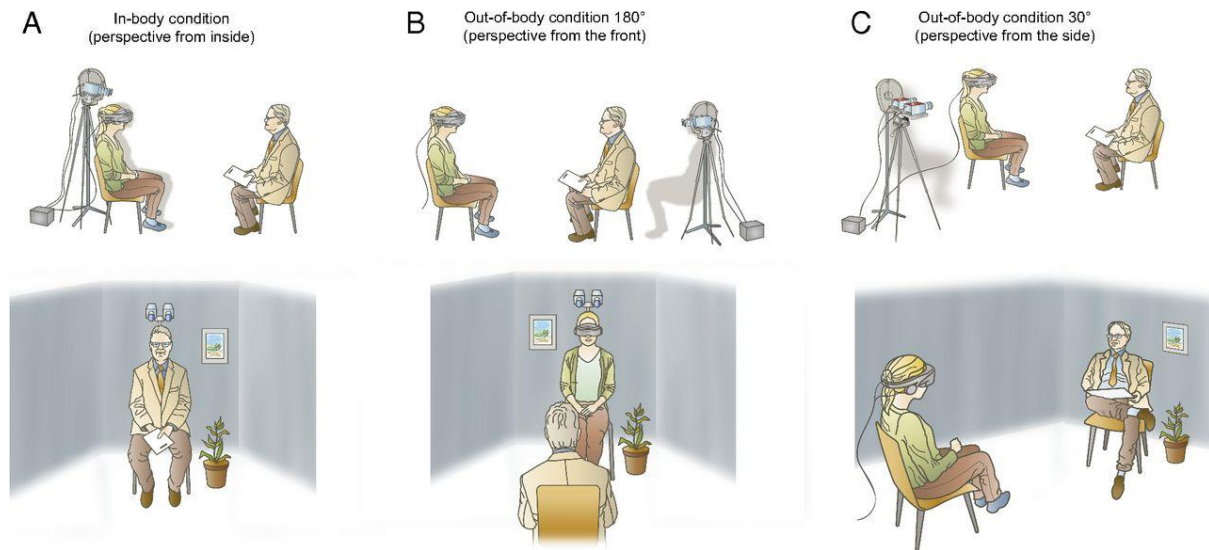 A
In-body condition
(perspective from inside)
B
Out-of-body condition 180°
(perspective from the front)
C
Out-of-body condition 30°
(perspective from the side)